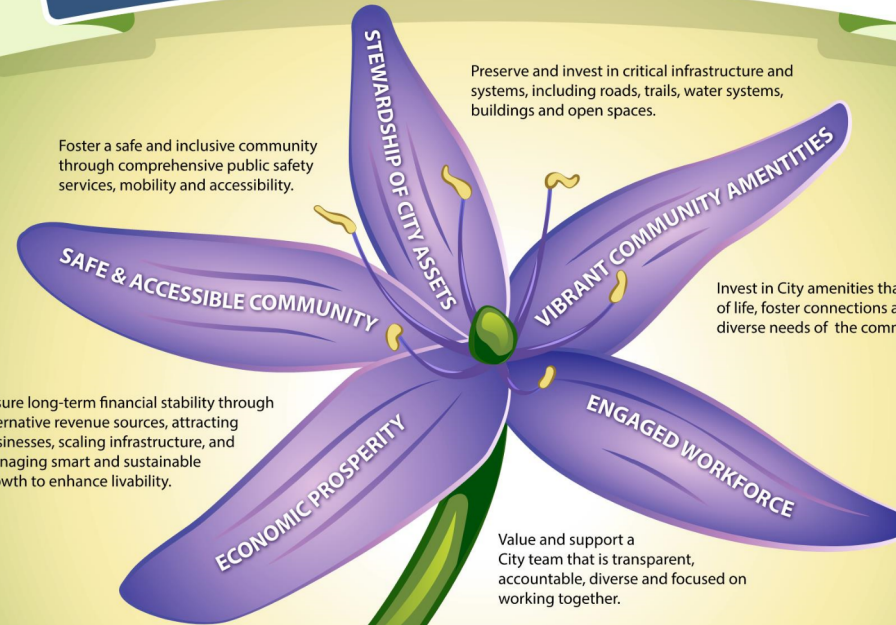 STEWARDSHIP OF CITY ASSETS
Preserve and invest in critical infrastructure and
systems, including roads, trails, water systems,
buildings and open spaces.
Foster a safe and inclusive community
through comprehensive public safety
services, mobility and accessibility.
SAFE & ACCESSIBLE COMMUNITY
VIBRANT COMMUNITY AMENTITIES
Invest in City amenities tha
of life, foster connections a
diverse needs of the comm
sure long-term financial stability through
ernative revenue sources, attracting
sinesses, scaling infrastructure, and
naging smart and sustainable
owth to enhance livability.
ECONOMIC PROSPERITY
ENGAGED WORKFORCE
Value and support a
City team that is transparent,
accountable, diverse and focused on
working together.